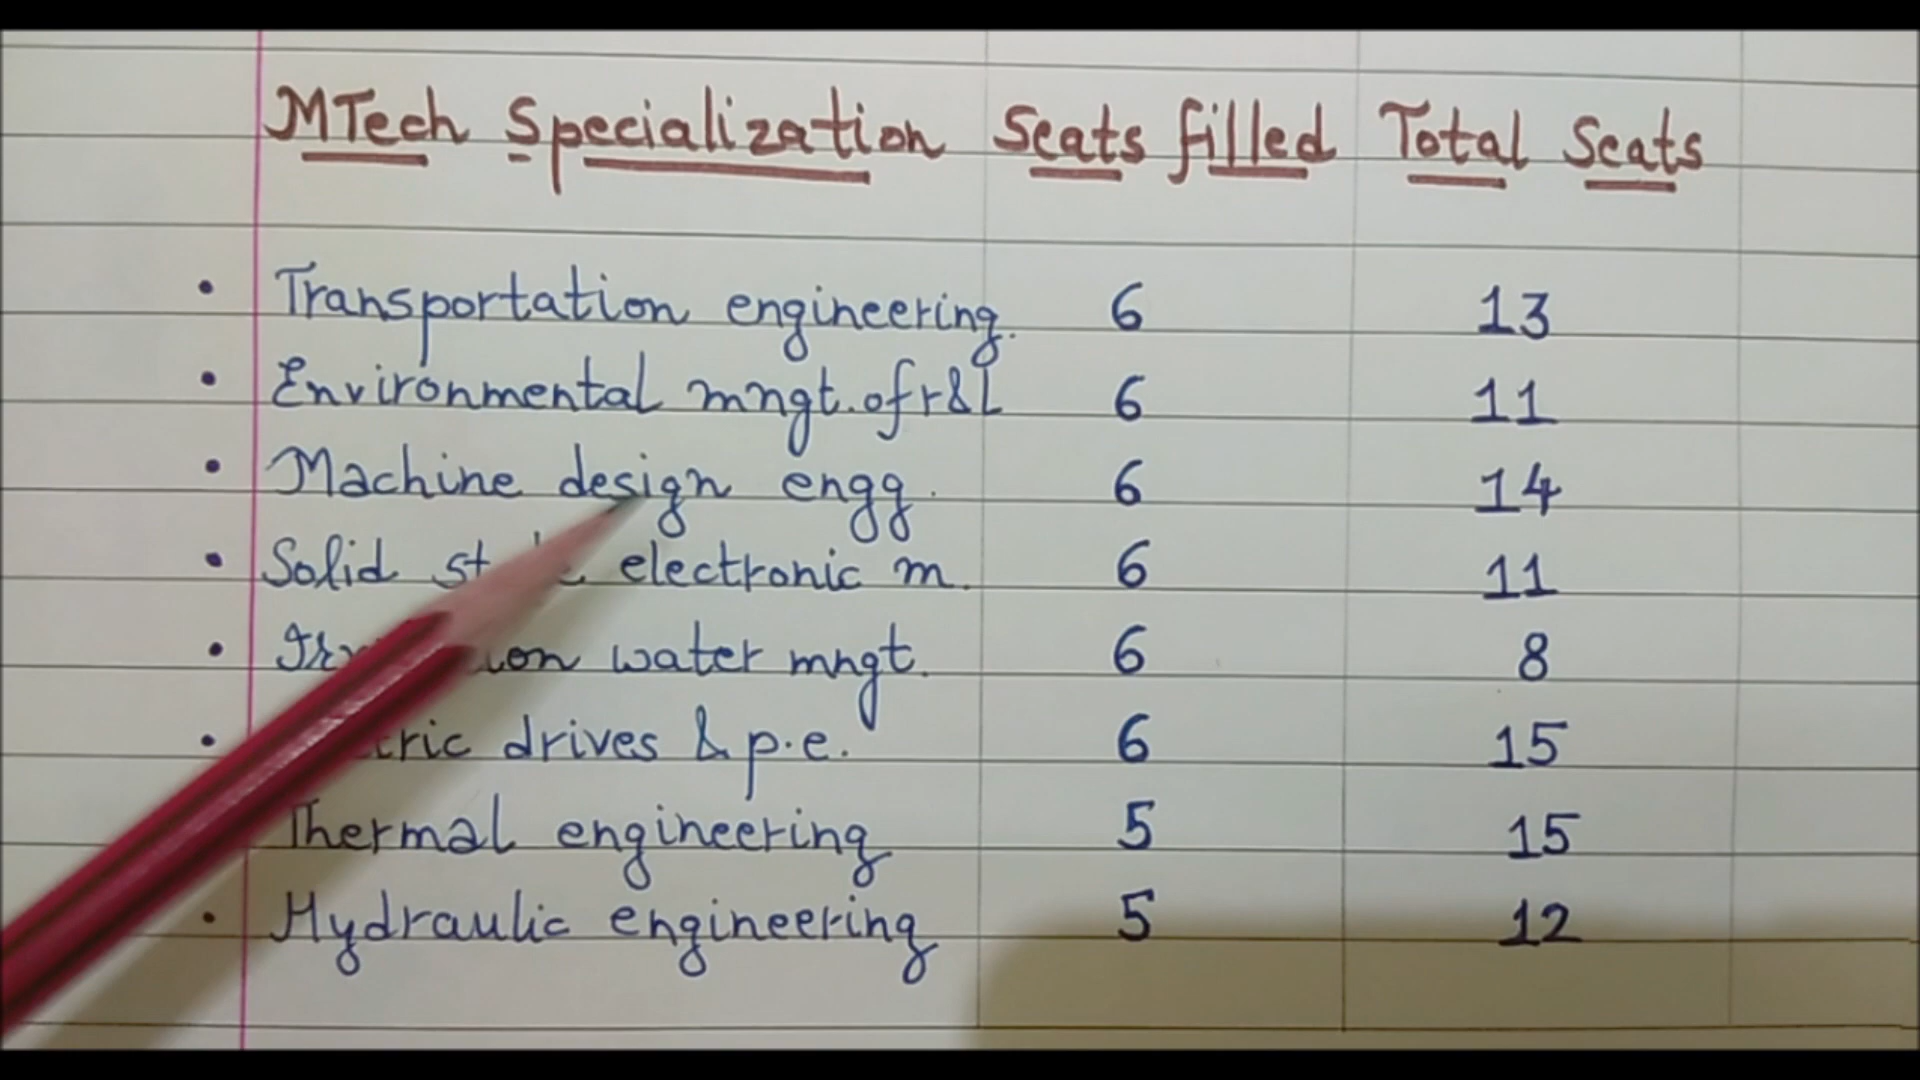 MTech Specialization Seats filled Total Seats
Transportation engineering. 6 13
Environmental mngt. of r&L 6 11
Machine design engg. 6 14
Solid electronic m. 6 11
water mngt. 6 8
drives & p.e. 6 15
Thermal engineering 5 15
Hydraulic engineering 5 12